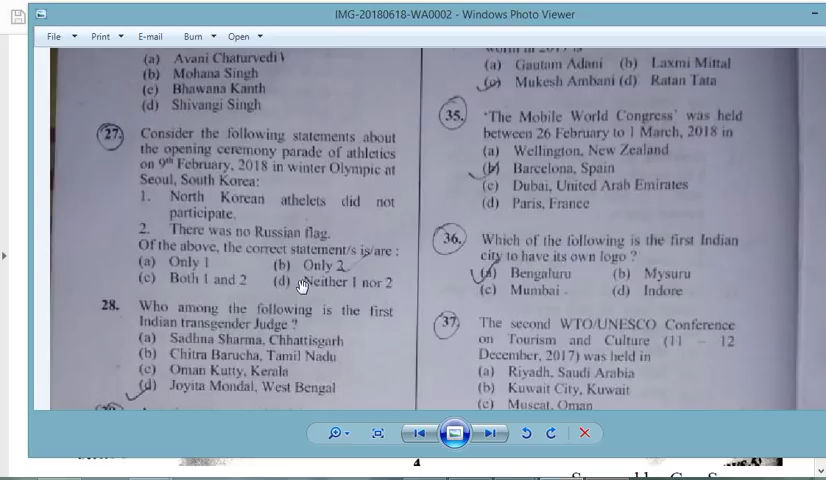 IMG-20180618-WA0002 - Windows Photo Viewer
File Print E-mail Burn Open
(a) Avani Chaturvedi
(b) Mohana Singh
(c) Bhawana Kanth
(d) Shivangi Singh
27. Consider the following statements about
the opening ceremony parade of athletics
on 9th February, 2018 in winter Olympic at
Seoul, South Korea:
1. North Korean athelets did not
participate.
2. There was no Russian flag.
Of the above, the correct statement/s is/are :
(a) Only 1 (b) Only 2
(c) Both 1 and 2 (d) Neither 1 nor 2
28. Who among the following is the first
Indian transgender Judge ?
(a) Sadhna Sharma, Chhattisgarh
(b) Chitra Barucha, Tamil Nadu
(c) Oman Kutty, Kerala
(d) Joyita Mondal, West Bengal
(a) Gautam Adani (b) Laxmi Mittal
(c) Mukesh Ambani (d) Ratan Tata
35. 'The Mobile World Congress' was held
between 26 February to 1 March, 2018 in
(a) Wellington, New Zealand
(b) Barcelona, Spain
(c) Dubai, United Arab Emirates
(d) Paris, France
36. Which of the following is the first Indian
city to have its own logo ?
(a) Bengaluru (b) Mysuru
(c) Mumbai (d) Indore
37. The second WTO/UNESCO Conference
on Tourism and Culture (11 – 12
December, 2017) was held in
(a) Riyadh, Saudi Arabia
(b) Kuwait City, Kuwait
(c) Muscat, Oman
4